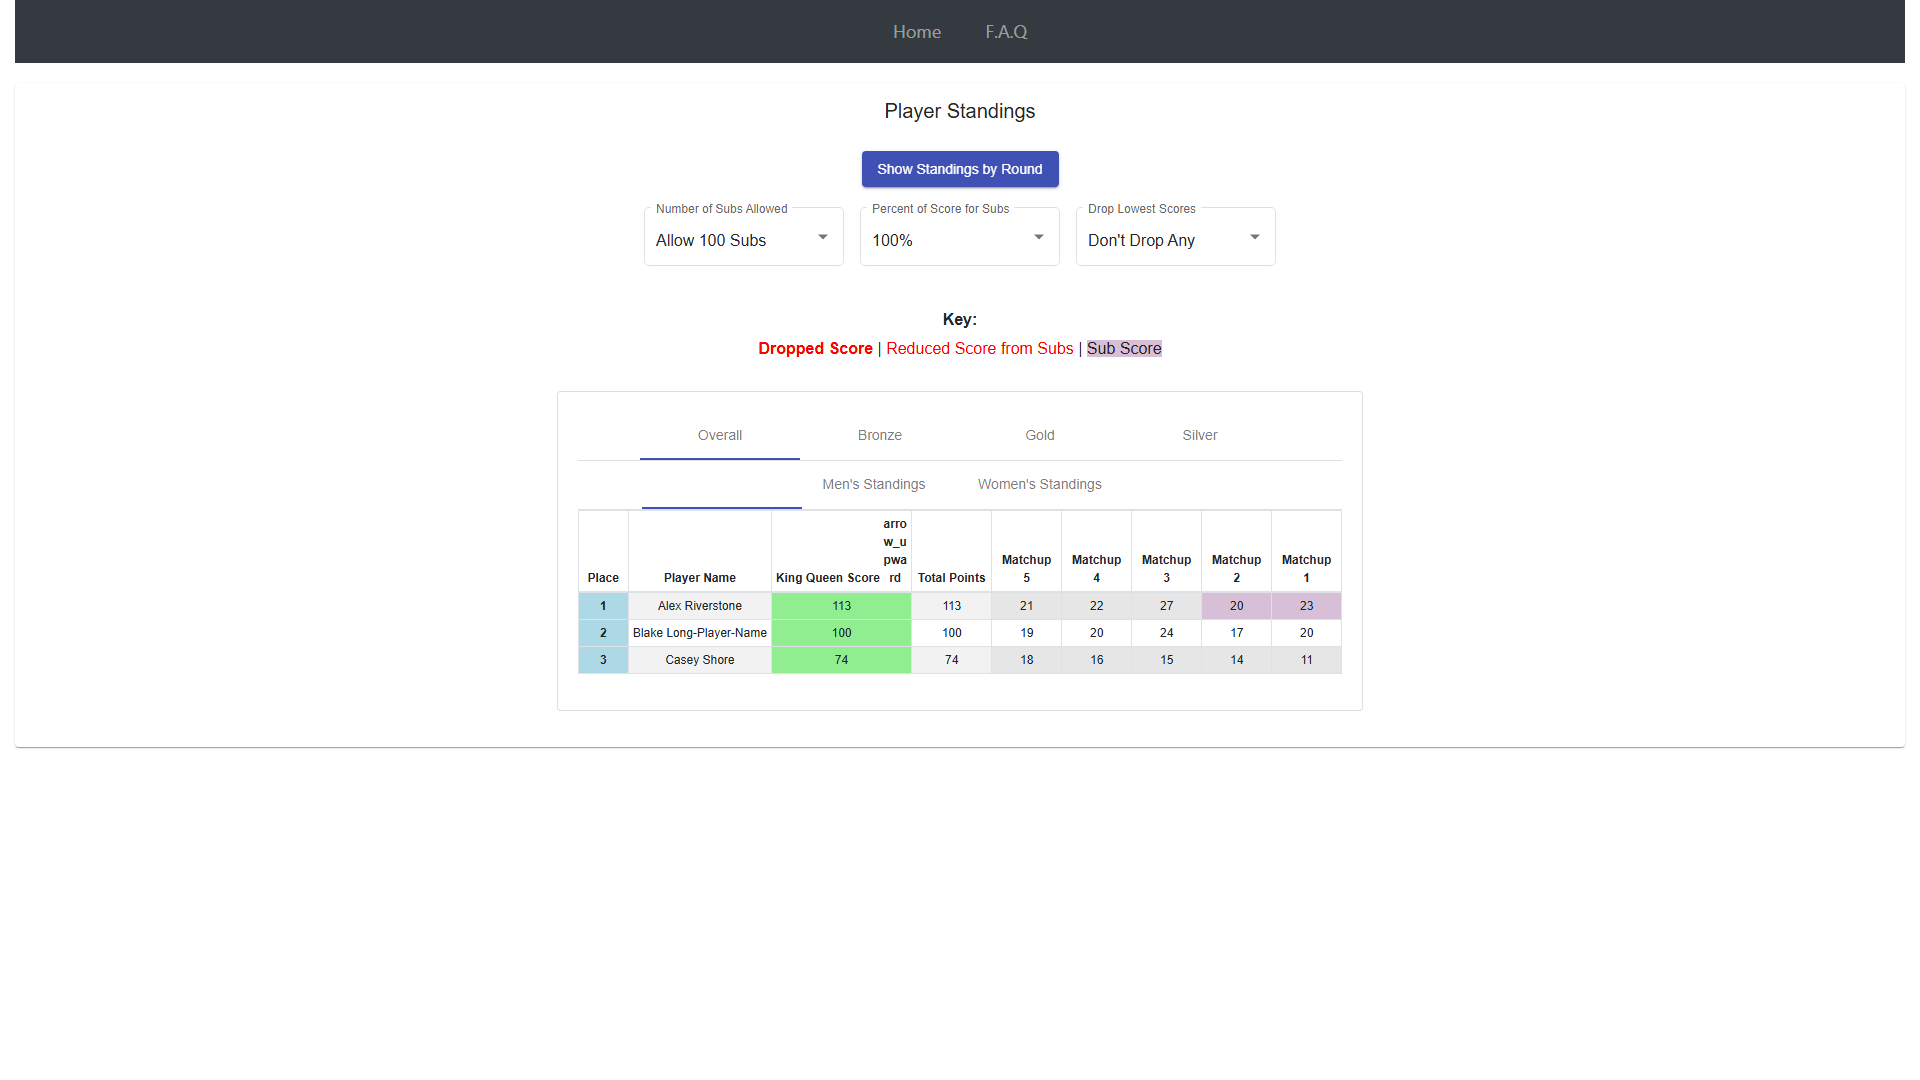 Home F.A.Q
Player Standings
Show Standings by Round
Number of Subs Allowed Percent of Score for Subs Drop Lowest Scores
Allow 100 Subs 100% Don't Drop Any
Key:
Dropped Score | Reduced Score from Subs | Sub Score
Overall Bronze Gold Silver
Men's Standings Women's Standings
Place Player Name King Queen Score arrow_upward Total Points Matchup 5 Matchup 4 Matchup 3 Matchup 2 Matchup 1
1 Alex Riverstone 113 113 21 22 27 20 23
2 Blake Long-Player-Name 100 100 19 20 24 17 20
3 Casey Shore 74 74 18 16 15 14 11